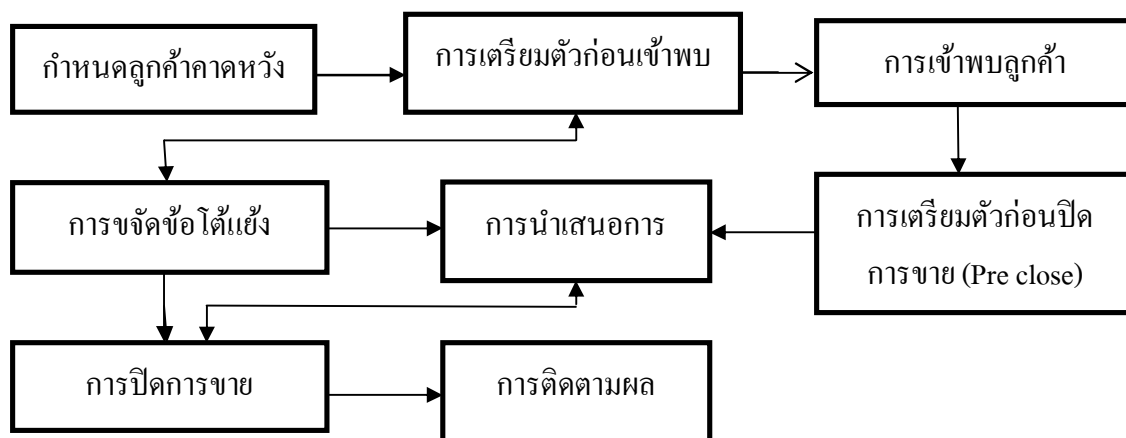 กำหนดลูกค้าคาดหวัง
การเตรียมตัวก่อนเข้าพบ
การเข้าพบลูกค้า
การขจัดข้อโต้แย้ง
การนำเสนอการ
การเตรียมตัวก่อนปิด
การขาย (Pre close)
การปิดการขาย
การติดตามผล